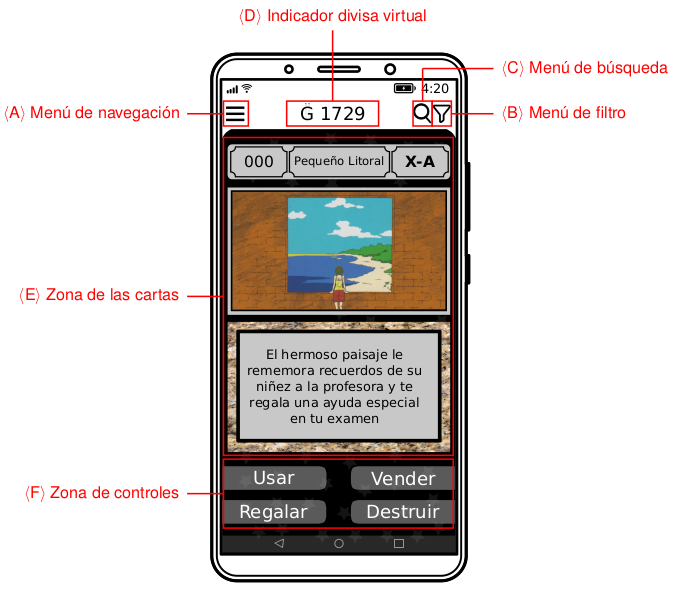 ⟨D⟩ Indicador divisa virtual
⟨C⟩ Menú de búsqueda
4:20
⟨A⟩ Menú de navegación
G̈ 1729
⟨B⟩ Menú de filtro
000
Pequeño Litoral
X-A
⟨E⟩ Zona de las cartas
El hermoso paisaje le
rememora recuerdos de su
niñez a la profesora y te
regala una ayuda especial
en tu examen
Usar
Vender
⟨F⟩ Zona de controles
Regalar
Destruir